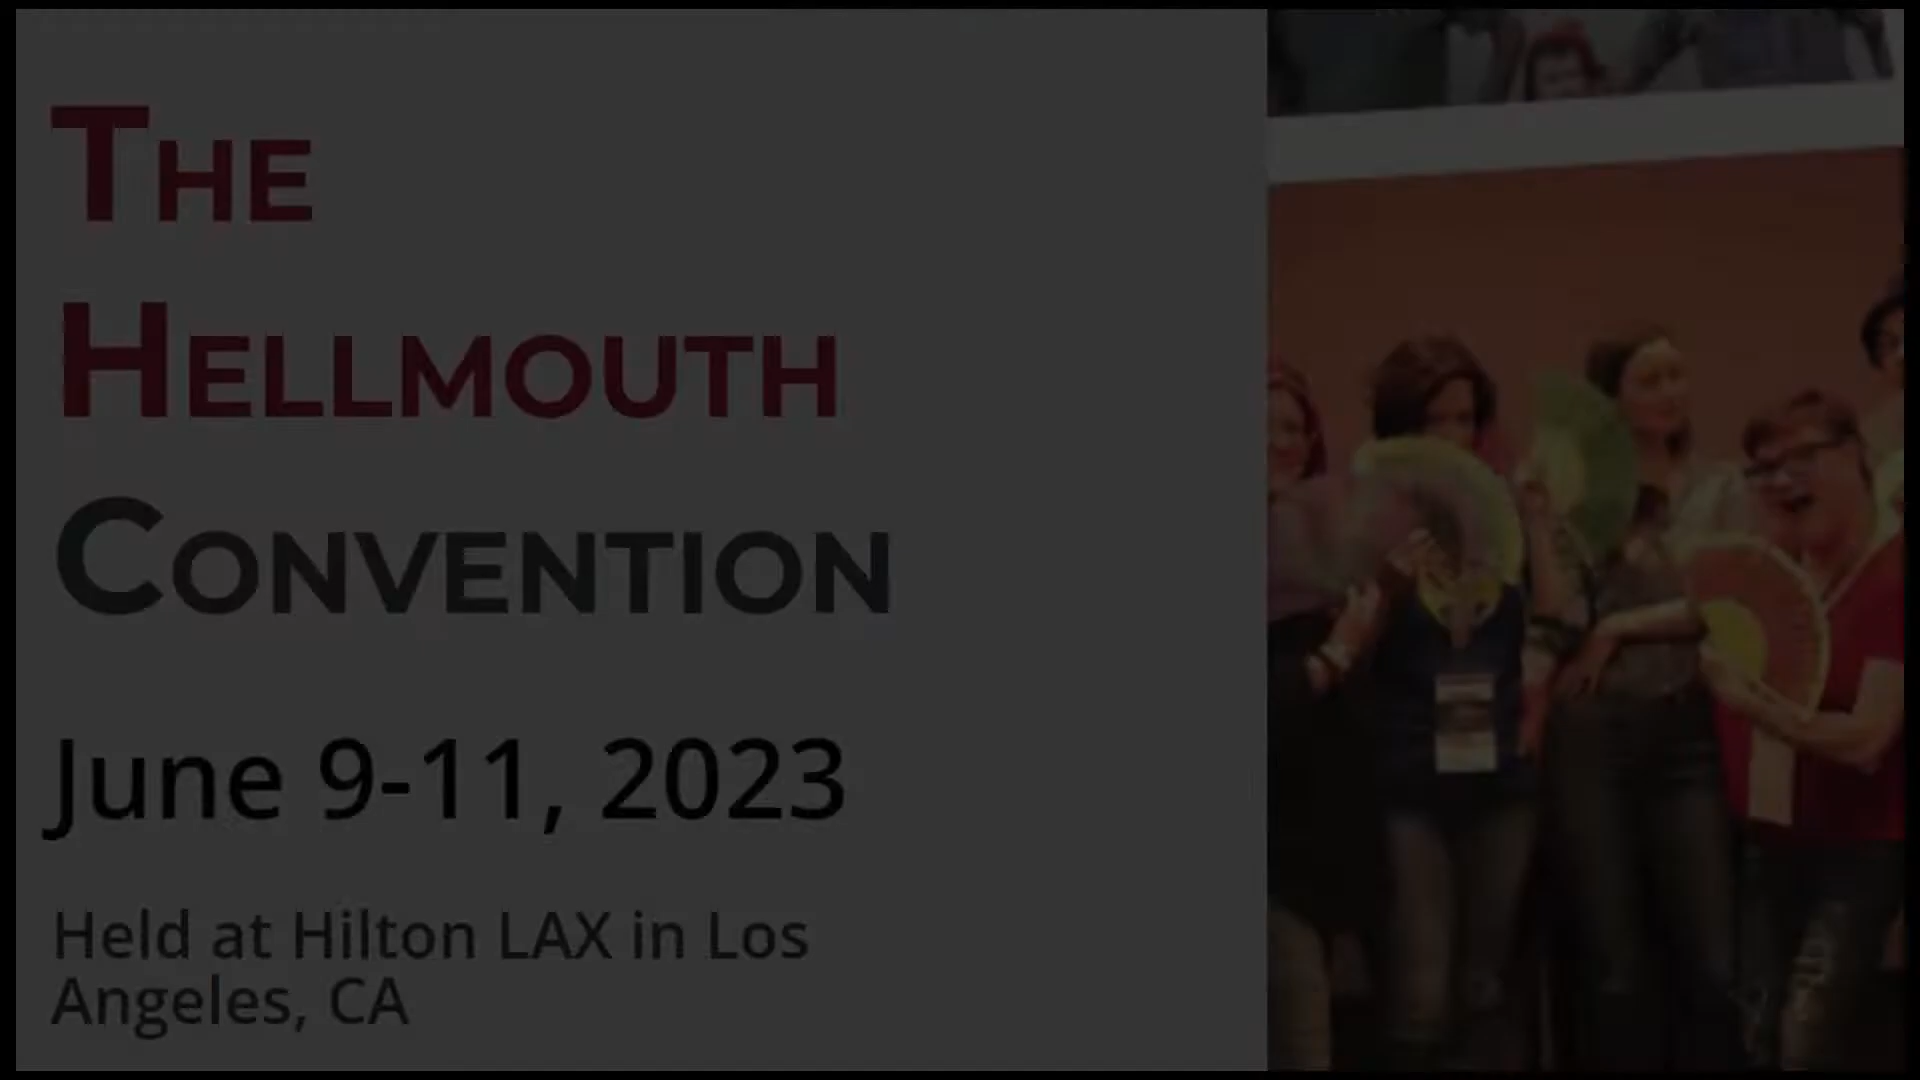 The
Hellmouth
Convention
June 9-11, 2023
Held at Hilton LAX in Los
Angeles, CA